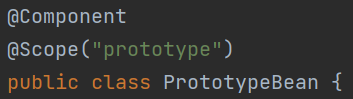 @Component
@Scope("prototype")
public class PrototypeBean {